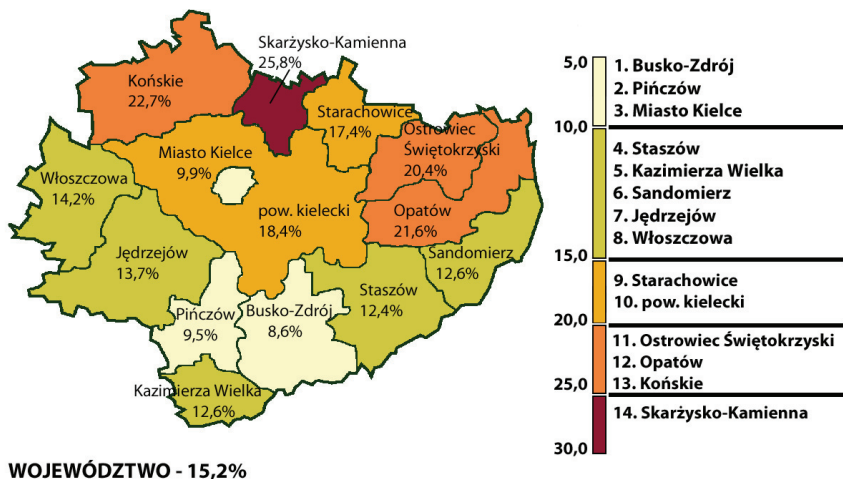 Skarżysko-Kamienna
25,8%
Końskie
22,7%
Starachowice
17,4%
Ostrowiec
Świętokrzyski
20,4%
Miasto Kielce
9,9%
Włoszczowa
14,2%
pow. kielecki
18,4%
Opatów
21,6%
Jędrzejów
13,7%
Sandomierz
12,6%
Staszów
12,4%
Pińczów
9,5%
Busko-Zdrój
8,6%
Kazimierza Wielka
12,6%
WOJEWÓDZTWO - 15,2%
5,0
1. Busko-Zdrój
2. Pińczów
3. Miasto Kielce
10,0
4. Staszów
5. Kazimierza Wielka
6. Sandomierz
7. Jędrzejów
8. Włoszczowa
15,0
9. Starachowice
10. pow. kielecki
20,0
11. Ostrowiec Świętokrzyski
12. Opatów
13. Końskie
25,0
14. Skarżysko-Kamienna
30,0